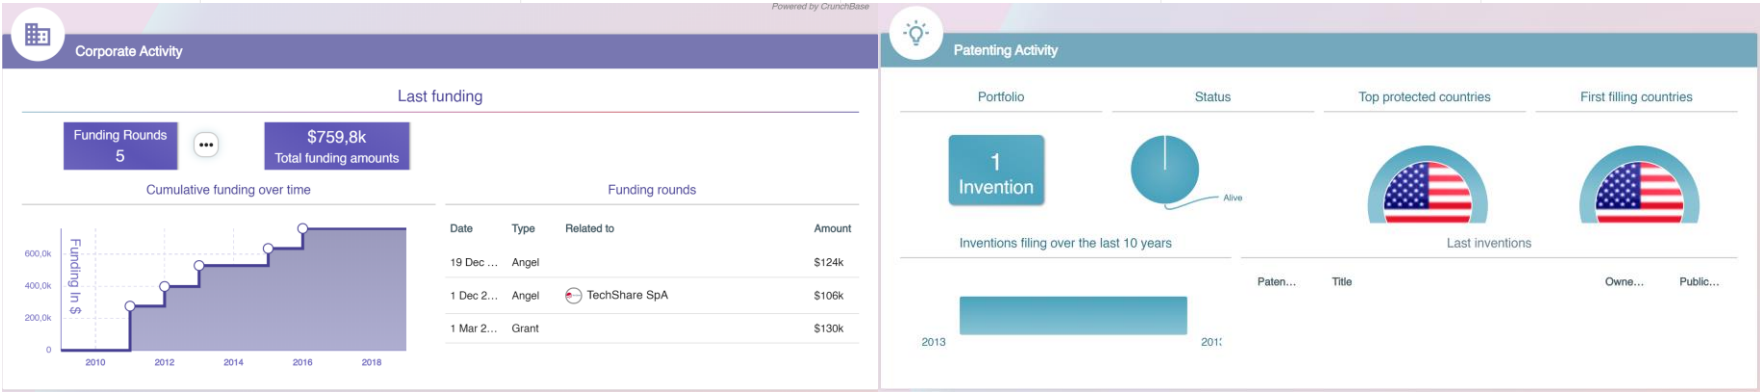 Powered by CrunchBase
Corporate Activity
Last funding
Funding Rounds
5
•••
$759,8k
Total funding amounts
Cumulative funding over time
Funding In $
600,0k
400,0k
200,0k
0
2010 2012 2014 2016 2018
Funding rounds
Date Type Related to Amount
19 Dec ... Angel $124k
1 Dec 2... Angel TechShare SpA $106k
1 Mar 2... Grant $130k
Patenting Activity
Portfolio Status Top protected countries First filling countries
1
Invention
Alive
Inventions filing over the last 10 years
2013
Last inventions
Paten... Title Owne... Public...